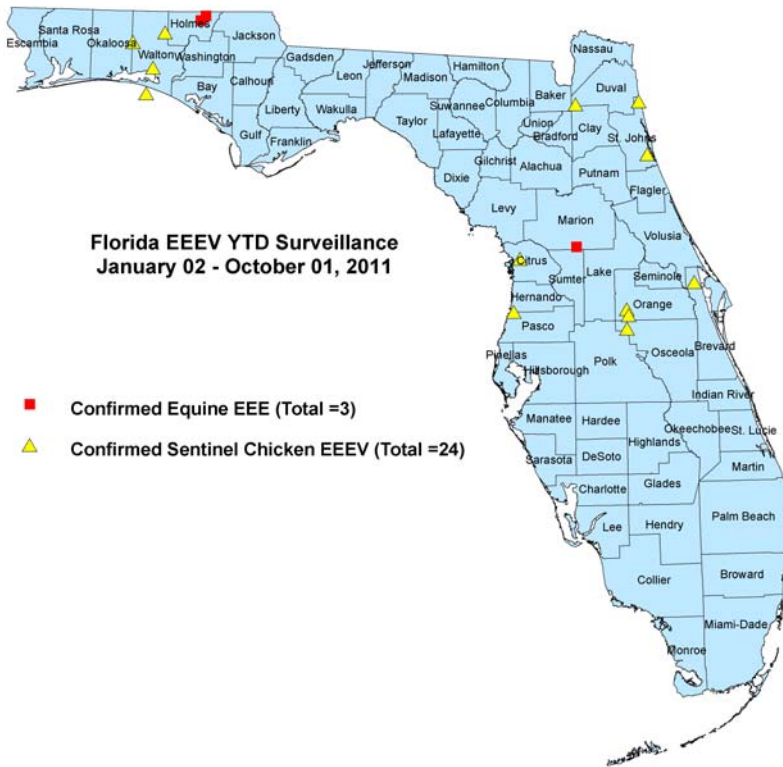 Holmes
Santa Rosa
Jackson
Nassau
Escambia
Okaloosa
Walton
Washington
Gadsden
Jefferson
Hamilton
Leon
Madison
Baker
Duval
Bay
Calhoun
Suwannee
Columbia
Liberty
Wakulla
Taylor
Union
Bradford
Clay
St. Johns
Gulf
Franklin
Lafayette
Gilchrist
Alachua
Putnam
Dixie
Flagler
Levy
Marion
Volusia
Florida EEEV YTD Surveillance
January 02 - October 01, 2011
Citrus
Sumter
Lake
Seminole
Hernando
Orange
Pasco
Brevard
Pinellas
Hillsborough
Polk
Osceola
Indian River
Confirmed Equine EEE (Total =3)
Manatee
Hardee
Okeechobee
St. Lucie
Highlands
Confirmed Sentinel Chicken EEEV (Total =24)
Sarasota
DeSoto
Martin
Charlotte
Glades
Palm Beach
Lee
Hendry
Collier
Broward
Miami-Dade
Monroe